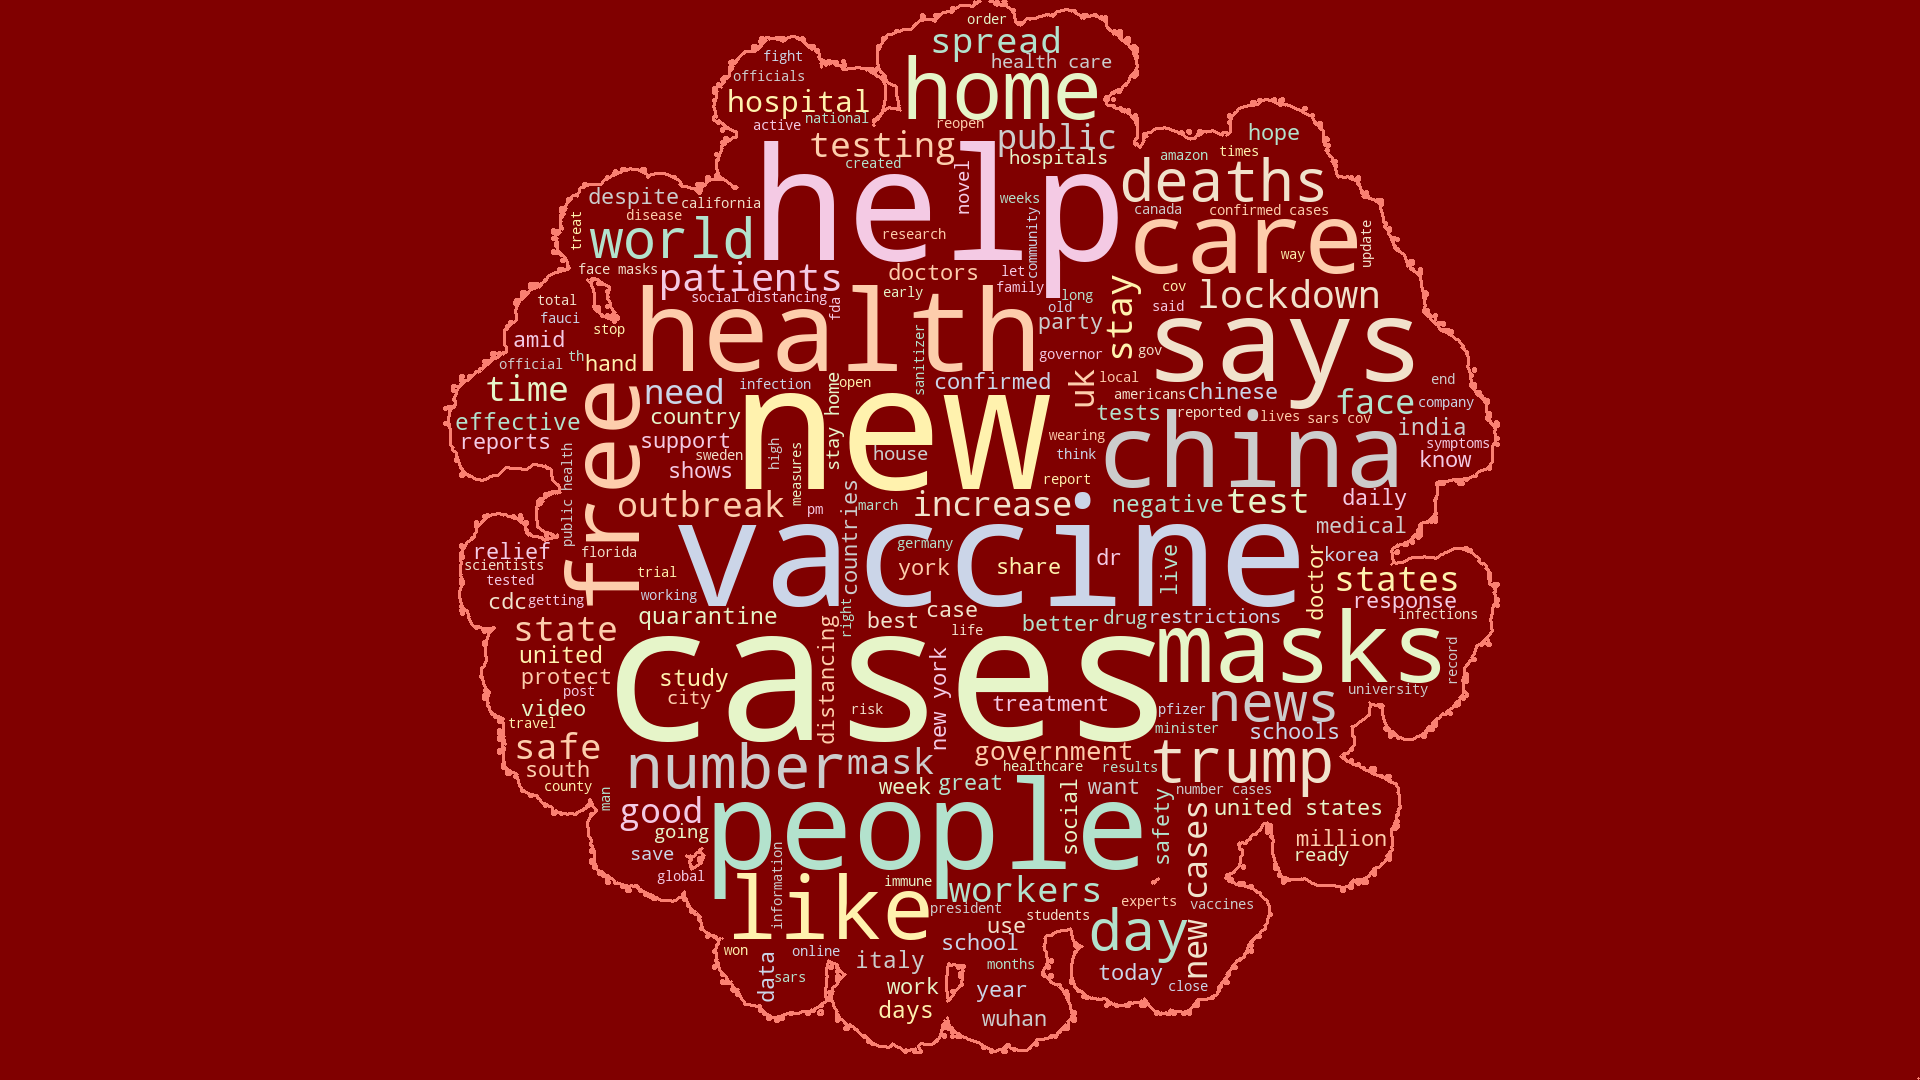 order
spread
health care
home
fight
officials
hospital
active
national
reopen
public
testing
created
hospitals
novel
help
weeks
community
research
hope
amazon
times
deaths
canada
confirmed cases
care
way
update
despite
california
disease
treat
world
face masks
patients
social distancing
doctors
early
let
family
long
old
stay
cov
said
lockdown
total
fauci
stop
amid
official
th
hand
health
fda
sanitizer
party
governor
gov
says
time
effective
reports
free
need
infection
country
support
sweden
shows
high
measures
stay home
open
confirmed
new
house
uk
local
americans
chinese
tests
reported
lives
sars cov
face
end
company
india
symptoms
know
wearing
think
report
china
public health
outbreak
pm
march
countries
increase
negative
test
daily
medical
relief
scientists
tested
cdc
getting
florida
trial
working
vaccine
germany
york
share
dr
live
doctor
korea
states
response
infections
state
united
protect
post
video
travel
safe
south
county
quarantine
right
best
case
life
better
drug
restrictions
cases
study
city
distancing
risk
new york
treatment
masks
record
university
pfizer
minister
news
schools
number
mask
government
healthcare
results
trump
number cases
united states
man
good
going
save
global
week
great
want
social
people
safety
new cases
million
ready
information
like
immune
workers
president
students
experts
vaccines
won
online
data
sars
use
school
italy
months
day
today
close
work
days
year
wuhan